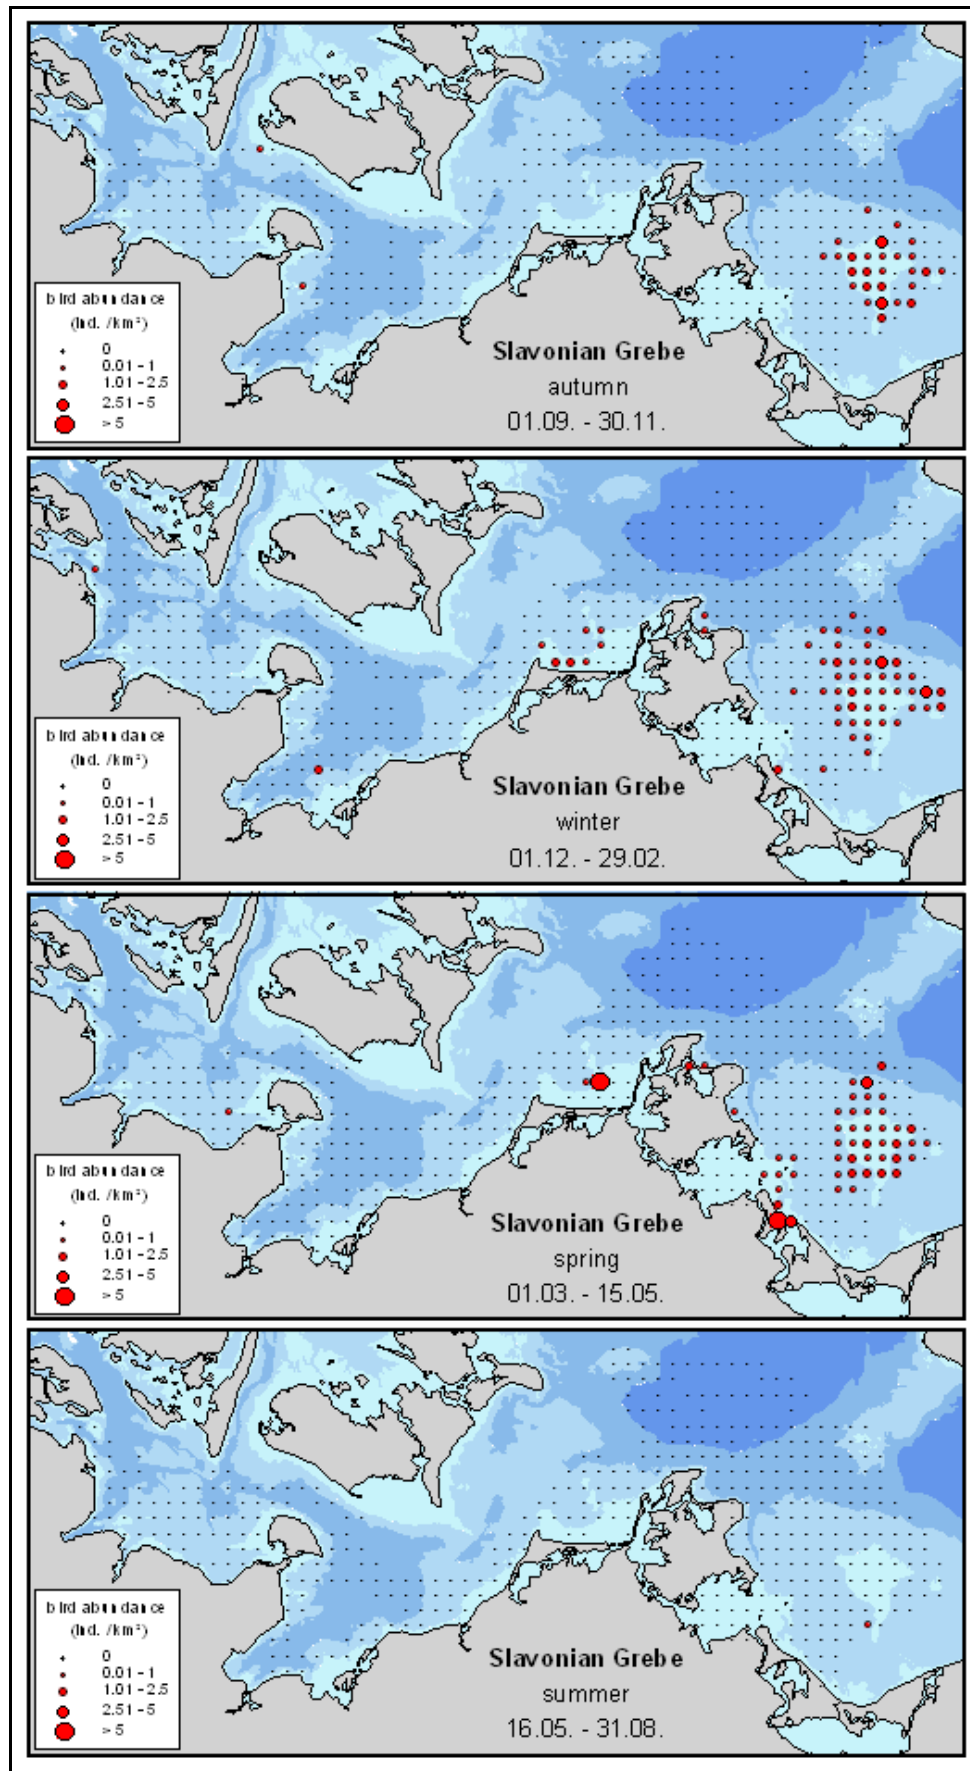 Slavonian Grebe
autumn
01.09. - 30.11.
bird abundance
(Ind. /km²)
0
0.01 - 1
1.01 - 2.5
2.51 - 5
> 5
Slavonian Grebe
winter
01.12. - 29.02.
bird abundance
(Ind. /km²)
0
0.01 - 1
1.01 - 2.5
2.51 - 5
> 5
Slavonian Grebe
spring
01.03. - 15.05.
bird abundance
(Ind. /km²)
0
0.01 - 1
1.01 - 2.5
2.51 - 5
> 5
Slavonian Grebe
summer
16.05. - 31.08.
bird abundance
(Ind. /km²)
0
0.01 - 1
1.01 - 2.5
2.51 - 5
> 5